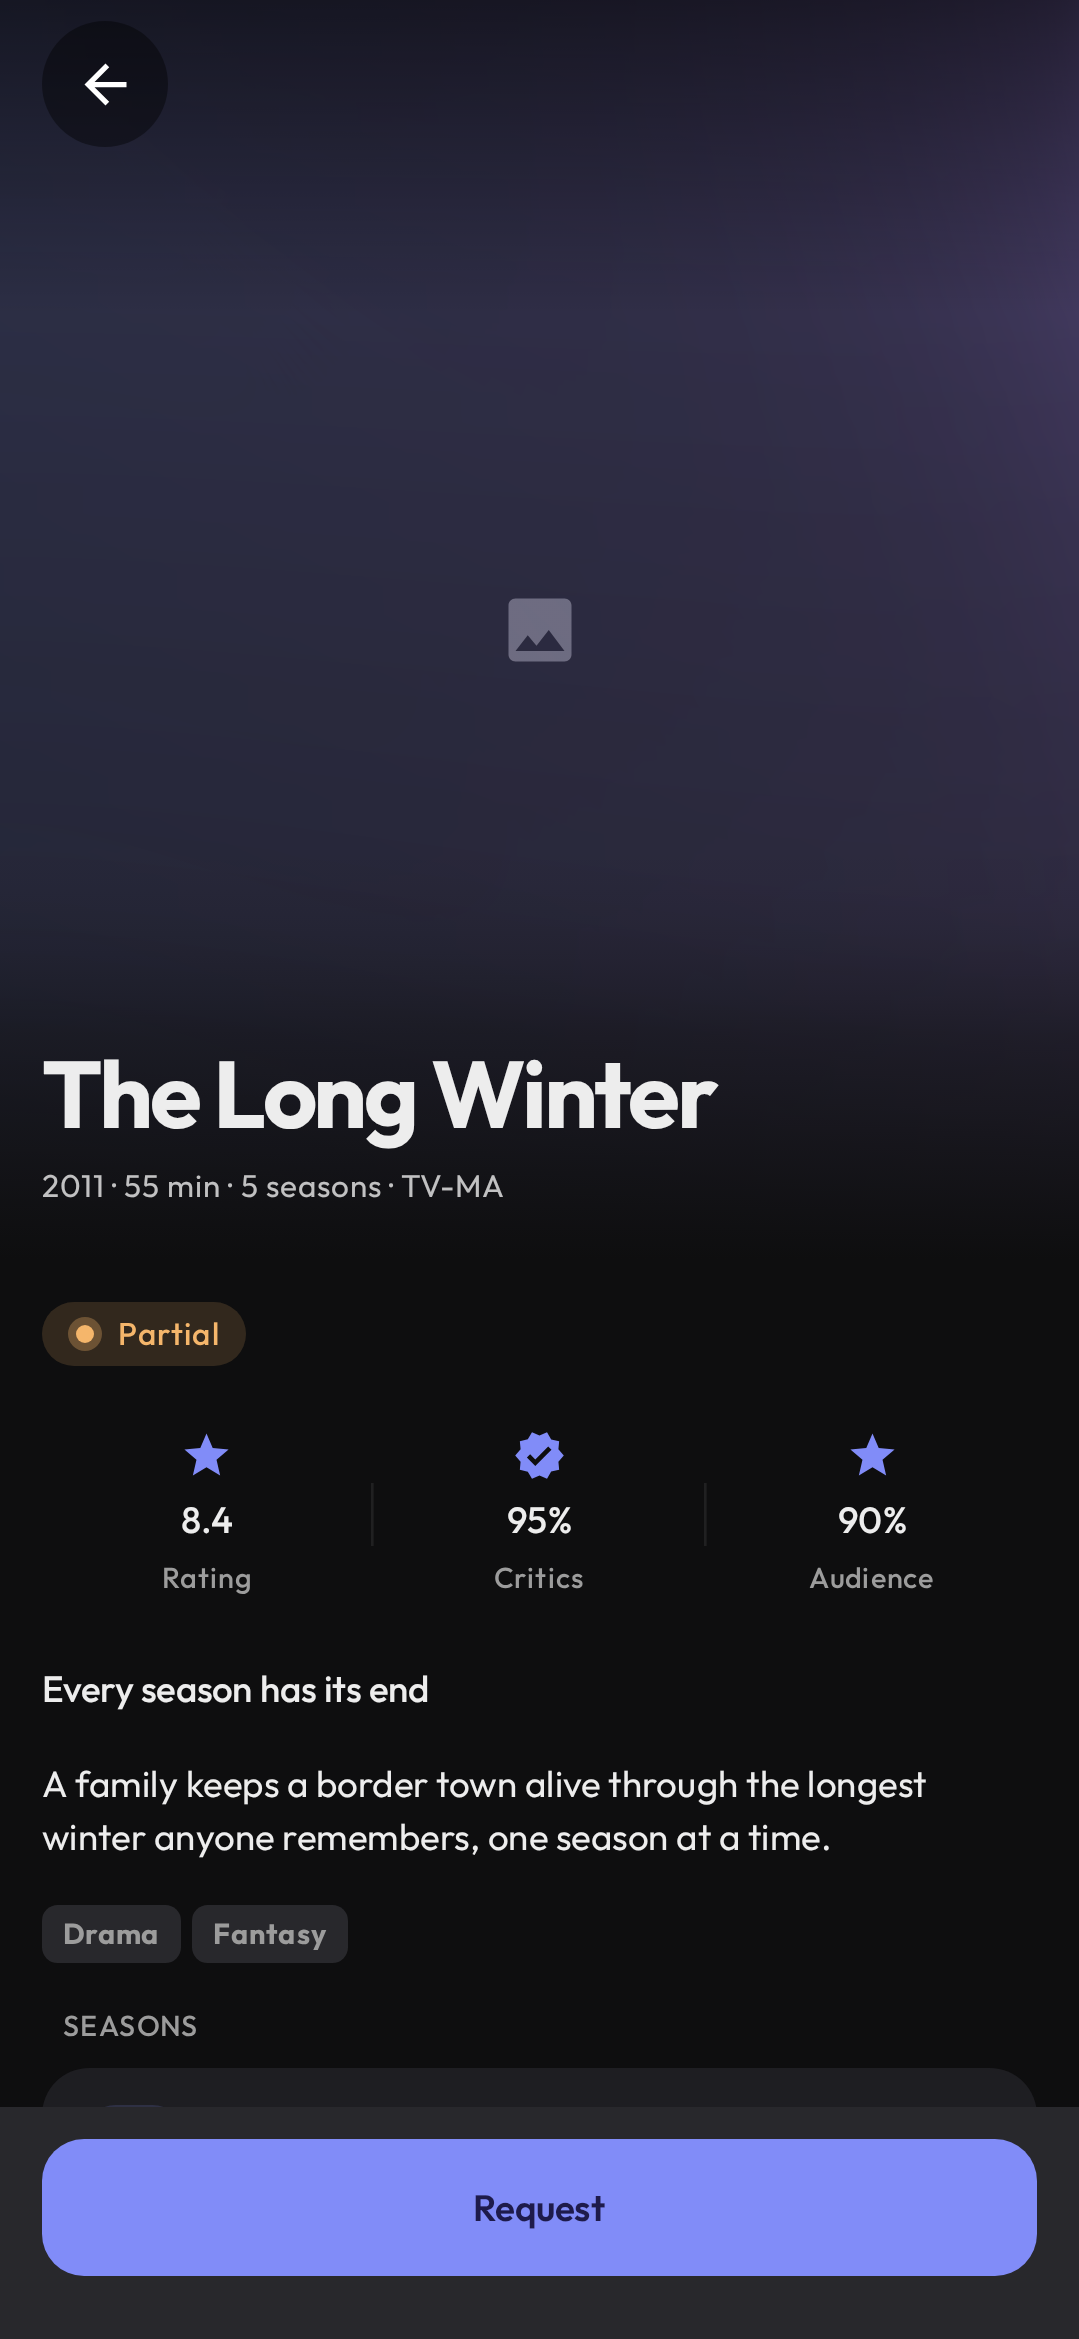 The Long Winter
2011 · 55 min · 5 seasons · TV-MA
Partial
8.4
Rating
95%
Critics
90%
Audience
Every season has its end
A family keeps a border town alive through the longest
winter anyone remembers, one season at a time.
Drama
Fantasy
SEASONS
Request